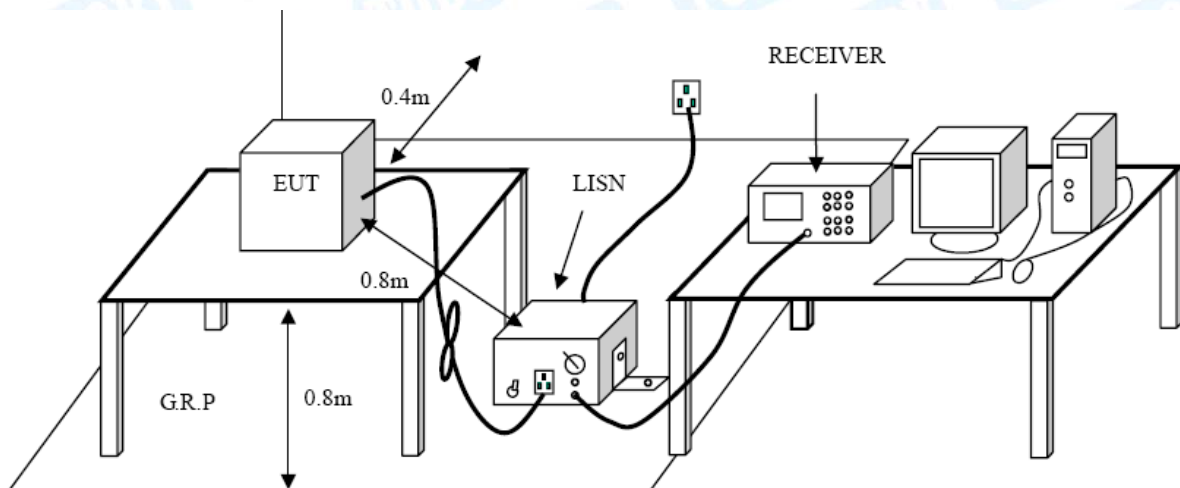 RECEIVER
0.4m
EUT
LISN
0.8m
G.R.P
0.8m